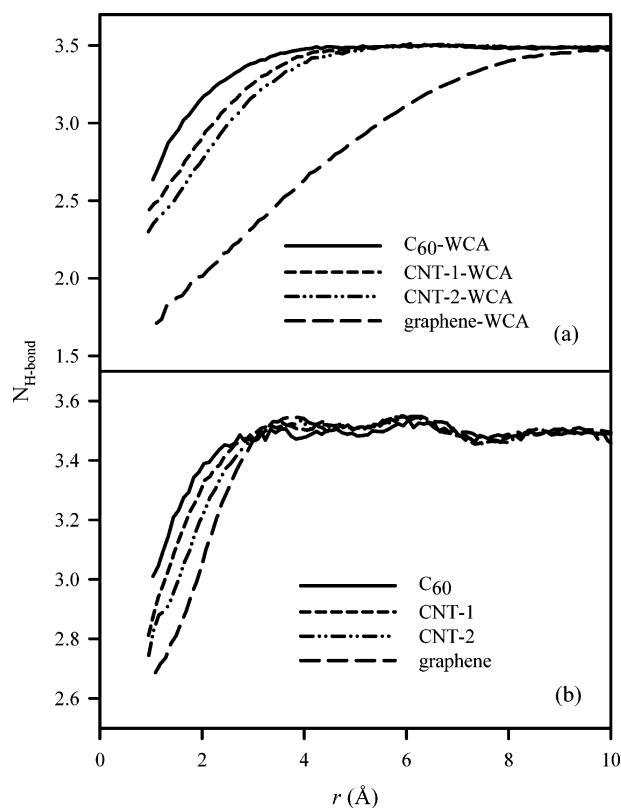 3.5
3.0
2.5
2.0
1.5
C60-WCA
CNT-1-WCA
CNT-2-WCA
graphene-WCA
(a)
NH-bond
3.6
3.4
3.2
3.0
2.8
2.6
C60
CNT-1
CNT-2
graphene
(b)
0 2 4 6 8 10
r (Å)